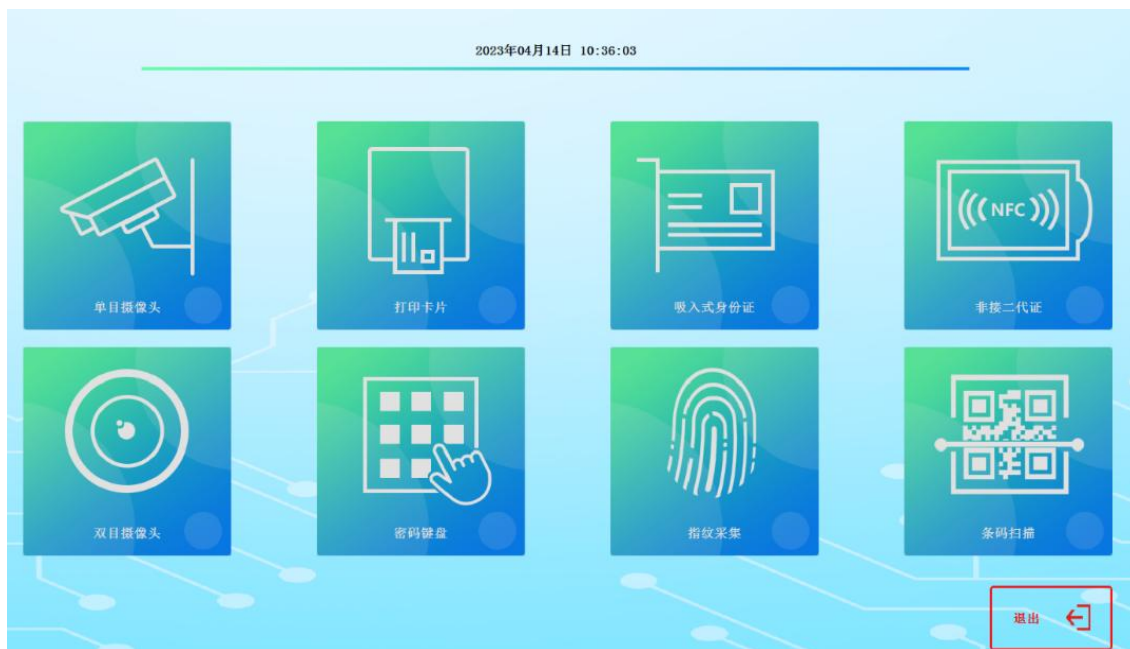 2023年04月14日 10:36:03
NFC
单目摄像头
打印卡片
吸入式身份证
非接二代证
双目摄像头
密码键盘
指纹采集
条码扫描
退出